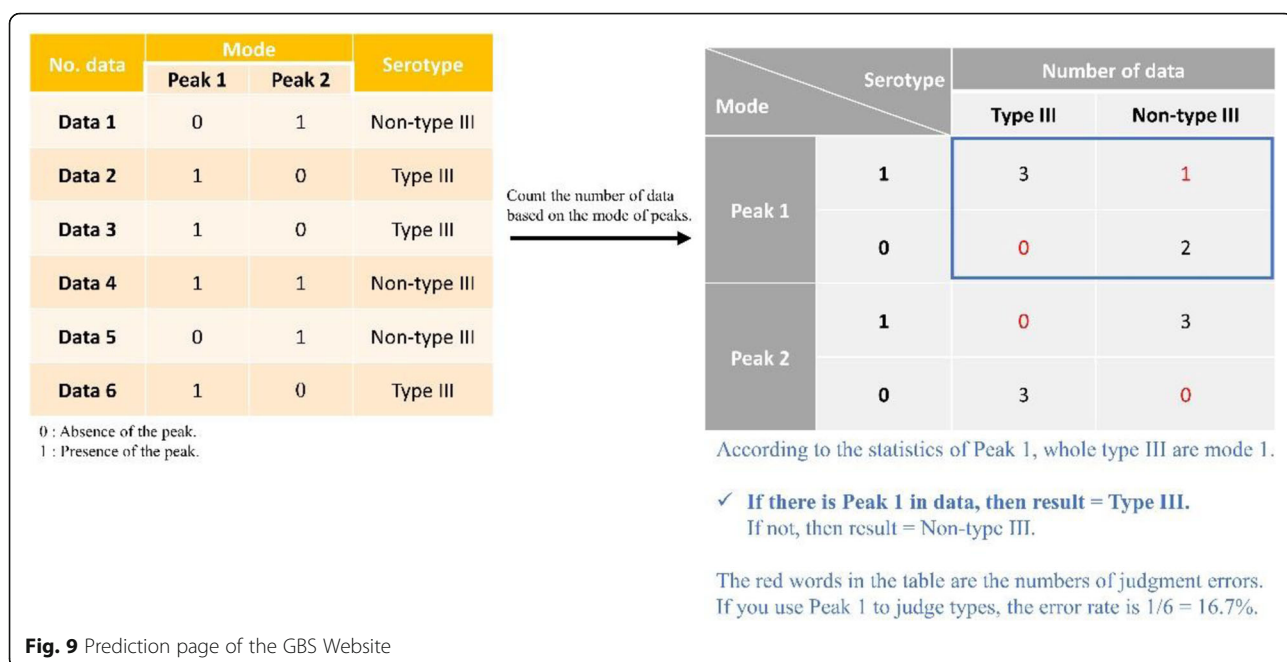 No. data Mode Serotype
Peak 1 Peak 2
Data 1 0 1 Non-type III
Data 2 1 0 Type III
Data 3 1 0 Type III
Data 4 1 1 Non-type III
Data 5 0 1 Non-type III
Data 6 1 0 Type III
0 : Absence of the peak.
1 : Presence of the peak.
Count the number of data
based on the mode of peaks.
Serotype Number of data
Mode Type III Non-type III
Peak 1 1 3 1
0 0 2
Peak 2 1 0 3
0 3 0
According to the statistics of Peak 1, whole type III are mode 1.
✓ If there is Peak 1 in data, then result = Type III.
If not, then result = Non-type III.
The red words in the table are the numbers of judgment errors.
If you use Peak 1 to judge types, the error rate is 1/6 = 16.7%.
Fig. 9 Prediction page of the GBS Website